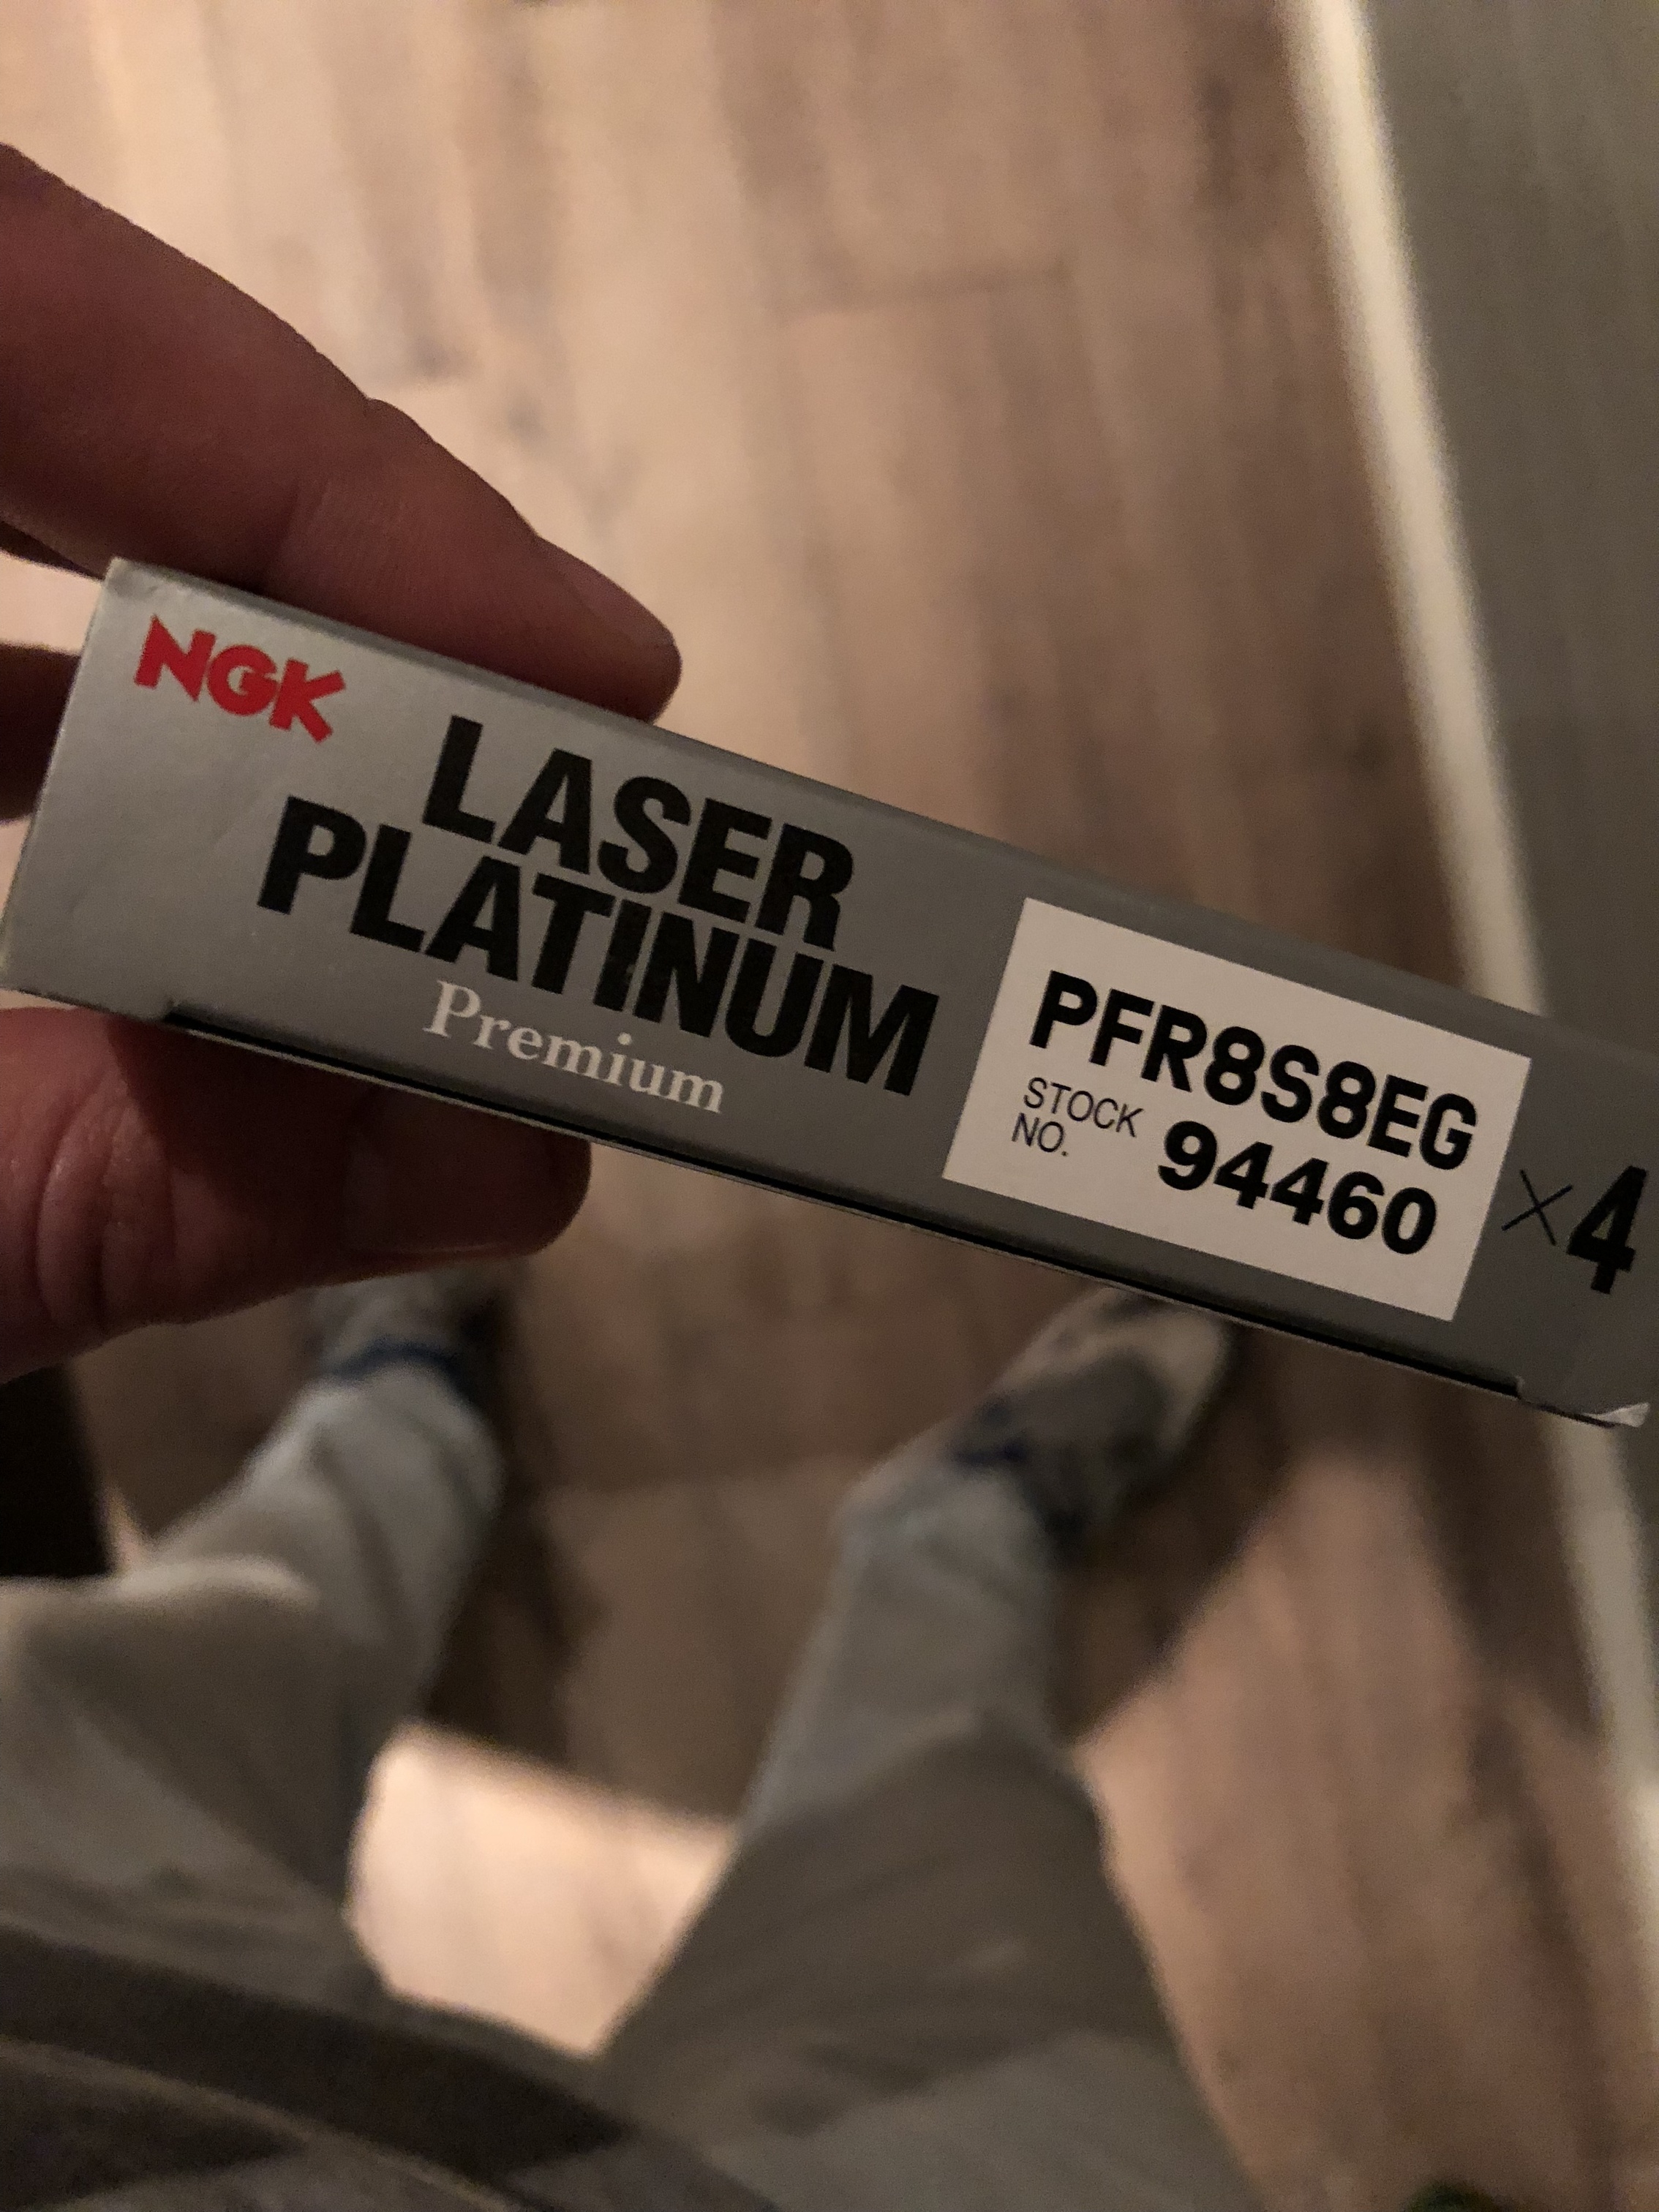 NGK
LASER
PLATINUM
Premium
PFR8S8EG
STOCK NO. 94460
×4